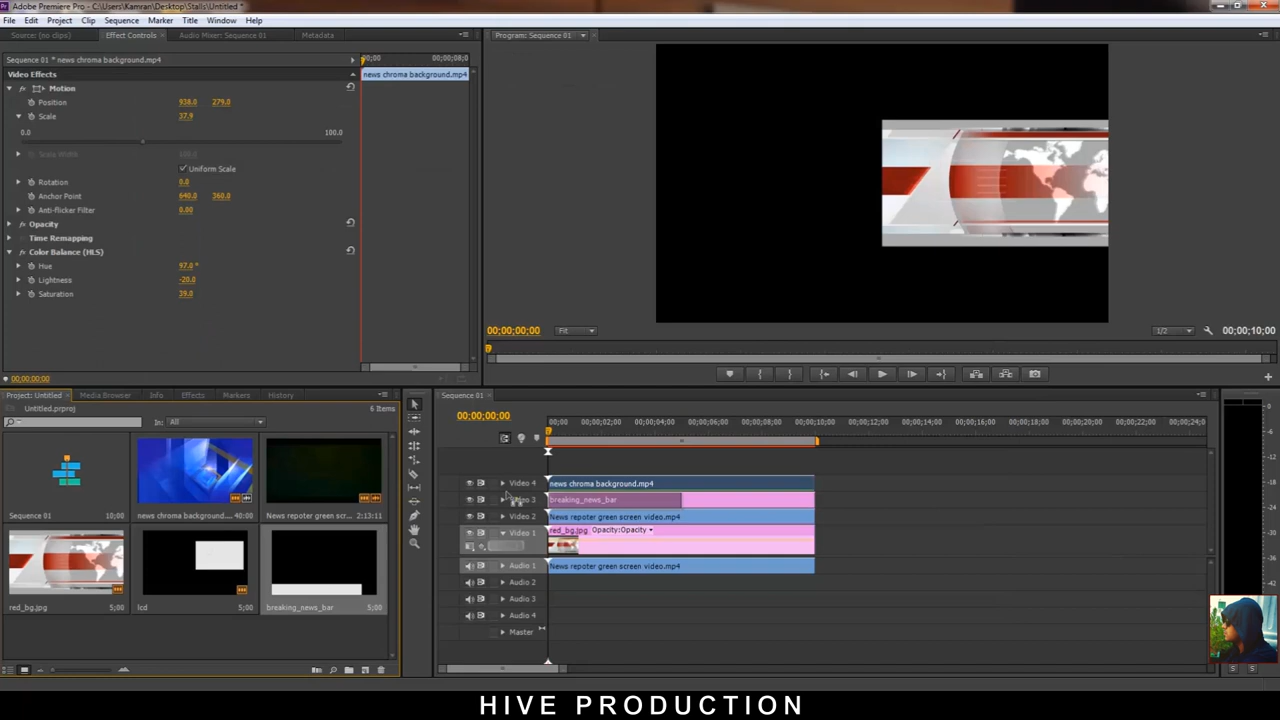 Adobe Premiere Pro - C:\Users\Kamran\Desktop\Stalls\Untitled *
File Edit Project Clip Sequence Marker Title Window Help
Source: (no clips) Effect Controls Audio Mixer: Sequence 01 Metadata
Program: Sequence 01
Sequence 01 * news chroma background.mp4
Video Effects
news chroma background.mp4
Motion
Position 938.0 279.0
Scale 37.9
0.0 100.0
Scale Width 100.0
Uniform Scale
Rotation 0.0
Anchor Point 640.0 360.0
Anti-flicker Filter 0.00
Opacity
Time Remapping
Color Balance (HLS)
Hue 97.0 °
Lightness -20.0
Saturation 39.0
00;00;00;00
00;00;00;00 Fit 1/2 00;00;10;00
Project: Untitled Media Browser Info Effects Markers History
Untitled.prproj 6 Items
In: All
Sequence 01 10;00
news chroma background.mp4 40:00
News repoter green scr... 2:13;11
red_bg.jpg 5;00
lcd 5;00
breaking_news_bar 5;00
Sequence 01
00;00;00;00
00;00 00;00;02;00 00;00;04;00 00;00;06;00 00;00;08;00 00;00;10;00 00;00;12;00 00;00;14;00 00;00;16;00 00;00;18;00 00;00;20;00 00;00;22;00 00;00;24;0
Video 4 news chroma background.mp4
Video 3 breaking_news_bar
Video 2 News repoter green screen video.mp4
Video 1 red_bg.jpg Opacity:Opacity
Audio 1 News repoter green screen video.mp4
Audio 2
Audio 3
Audio 4
Master
HIVE PRODUCTION